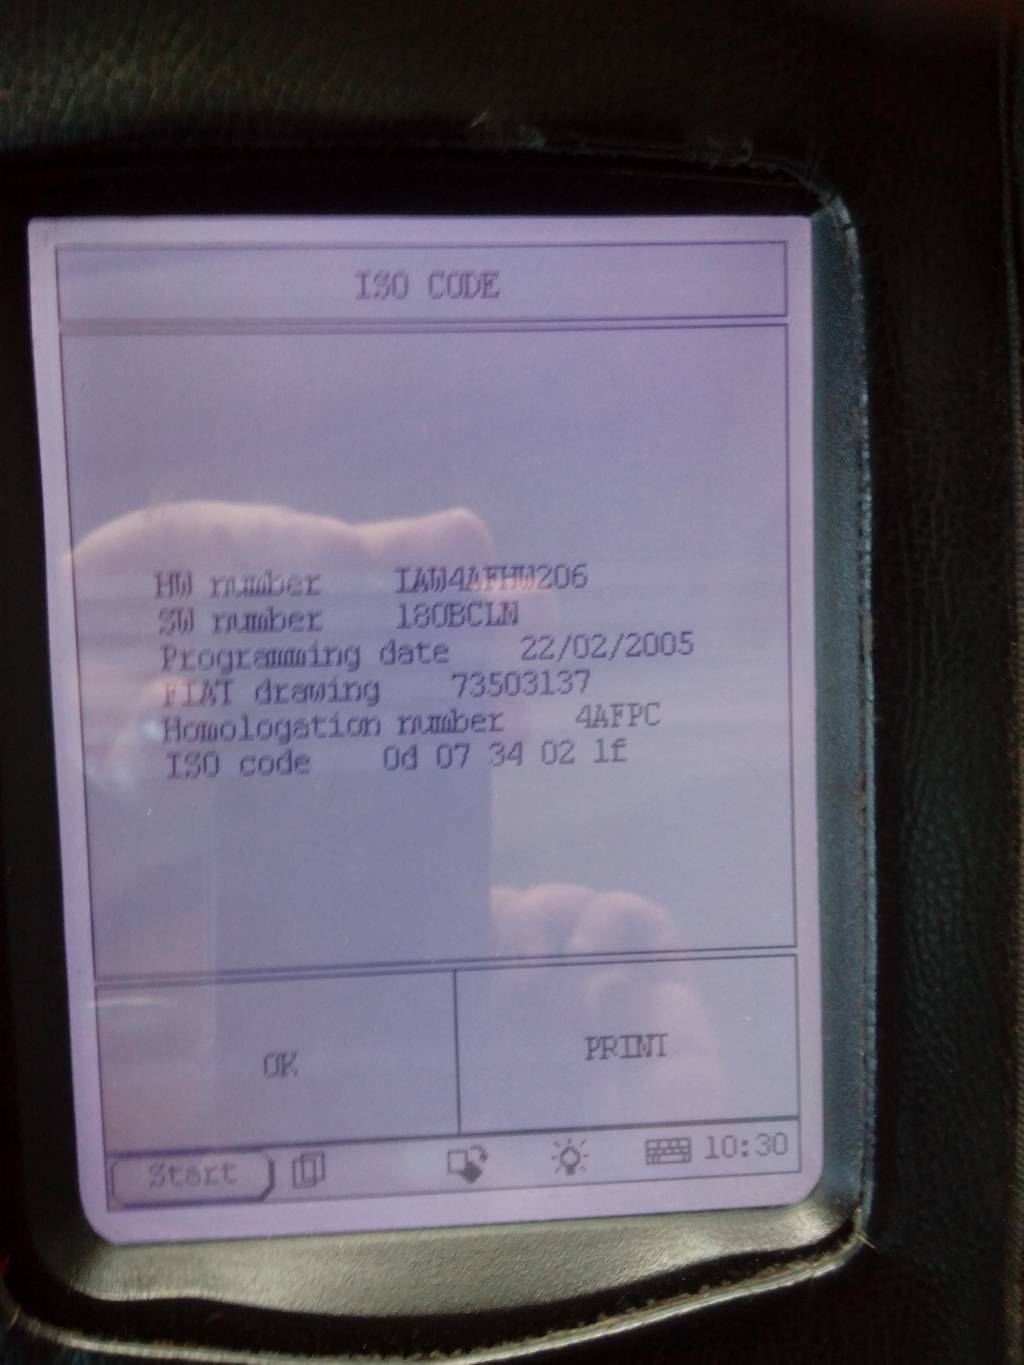 ISO CODE
HW number IAW4AFHW206
SW number 180BCLN
Programming date 22/02/2005
FIAT drawing 73503137
Homologation number 4AFPC
ISO code 0d 07 34 02 1f
OK PRINT
Start 10:30